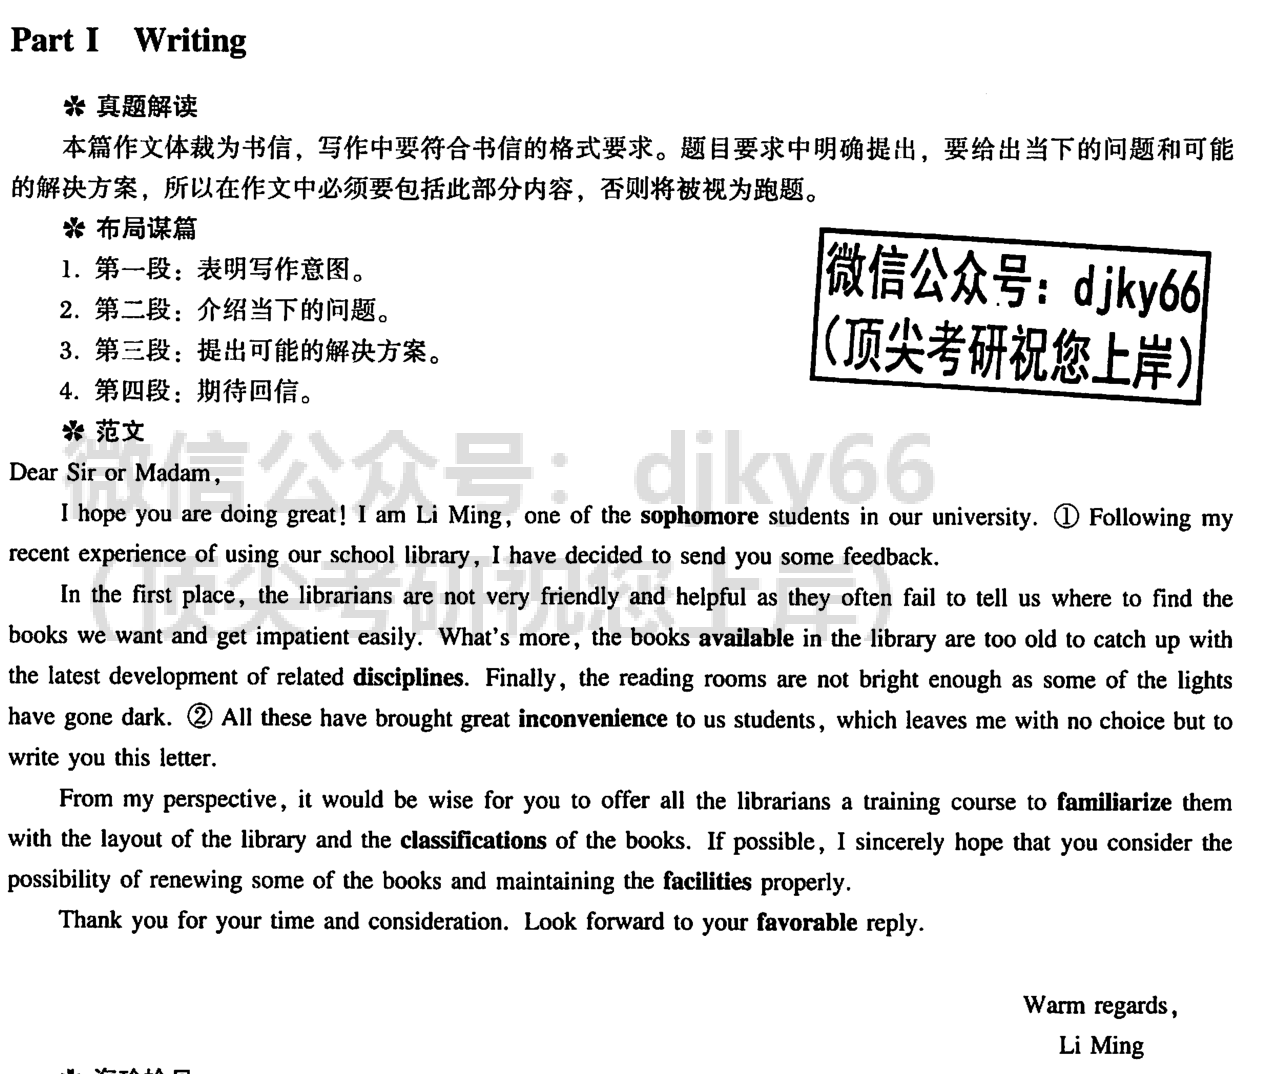 Part I Writing
✽ 真题解读
本篇作文体裁为书信，写作中要符合书信的格式要求。题目要求中明确提出，要给出当下的问题和可能
的解决方案，所以在作文中必须要包括此部分内容，否则将被视为跑题。
✽ 布局谋篇
1. 第一段：表明写作意图。
2. 第二段：介绍当下的问题。
3. 第三段：提出可能的解决方案。
4. 第四段：期待回信。
微信公众号：djky66
（顶尖考研祝您上岸）
✽ 范文
微信公众号：djky66
（顶尖考研祝您上岸）
Dear Sir or Madam,
I hope you are doing great! I am Li Ming, one of the sophomore students in our university. ① Following my
recent experience of using our school library, I have decided to send you some feedback.
In the first place, the librarians are not very friendly and helpful as they often fail to tell us where to find the
books we want and get impatient easily. What's more, the books available in the library are too old to catch up with
the latest development of related disciplines. Finally, the reading rooms are not bright enough as some of the lights
have gone dark. ② All these have brought great inconvenience to us students, which leaves me with no choice but to
write you this letter.
From my perspective, it would be wise for you to offer all the librarians a training course to familiarize them
with the layout of the library and the classifications of the books. If possible, I sincerely hope that you consider the
possibility of renewing some of the books and maintaining the facilities properly.
Thank you for your time and consideration. Look forward to your favorable reply.
Warm regards,
Li Ming